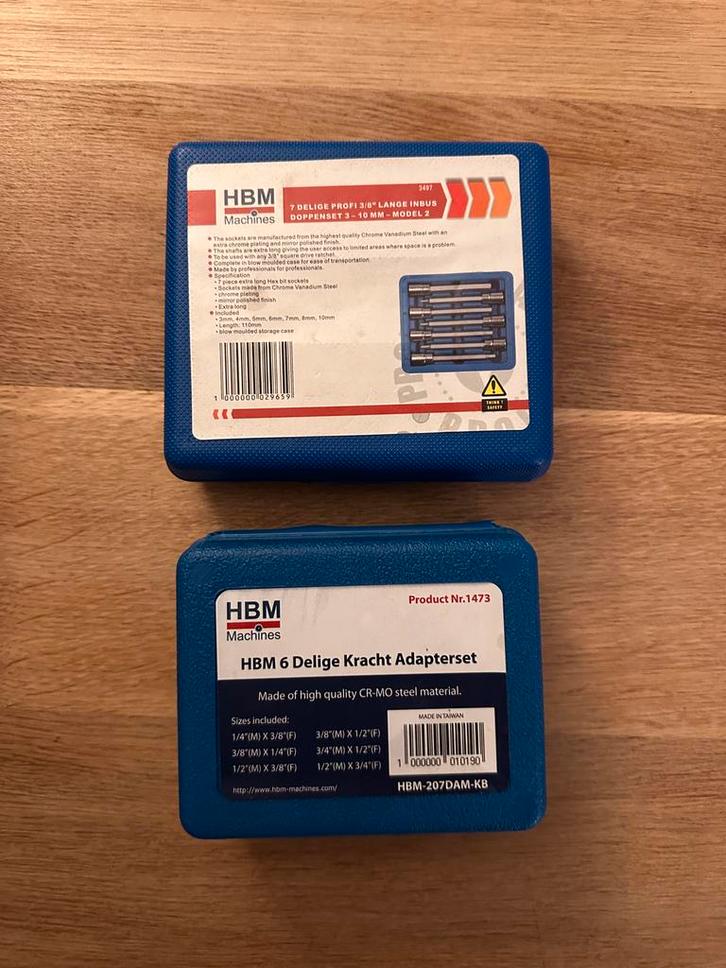 HBM
Machines
3497
7 DELIGE PROFI 3/8" LANGE INBUS
DOPPENSET 3 - 10 MM - MODEL 2
The sockets are manufactured from the highest quality Chrome Vanadium Steel with an
extra chrome plating and mirror polished finish.
The shafts are extra long giving the user access to limited areas where space is a problem.
To be used with any 3/8" square drive ratchet.
Complete in blow moulded case for ease of transportation.
Made by professionals for professionals.
Specification
• 7 piece extra long Hex bit sockets
• Sockets made from Chrome Vanadium Steel
• chrome plating
• mirror polished finish
• Extra long
Included
• 3mm, 4mm, 5mm, 6mm, 7mm, 8mm, 10mm
• Length: 110mm
• blow moulded storage case
1 000000 029659
THINK !
SAFETY
HBM
Machines
Product Nr.1473
HBM 6 Delige Kracht Adapterset
Made of high quality CR-MO steel material.
Sizes included:
1/4"(M) X 3/8"(F) 3/8"(M) X 1/2"(F)
3/8"(M) X 1/4"(F) 3/4"(M) X 1/2"(F)
1/2"(M) X 3/8"(F) 1/2"(M) X 3/4"(F)
MADE IN TAIWAN
1 000000 010190
http://www.hbm-machines.com/
HBM-207DAM-KB